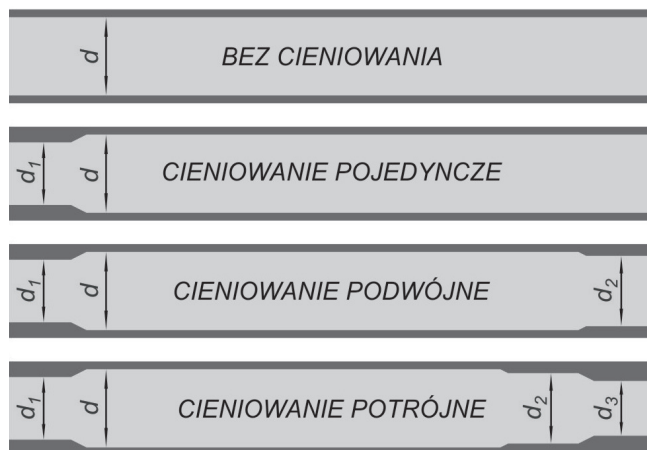 d BEZ CIENIOWANIA
d₁ d CIENIOWANIE POJEDYNCZE
d₁ d CIENIOWANIE PODWÓJNE d₂
d₁ d CIENIOWANIE POTRÓJNE d₂ d₃